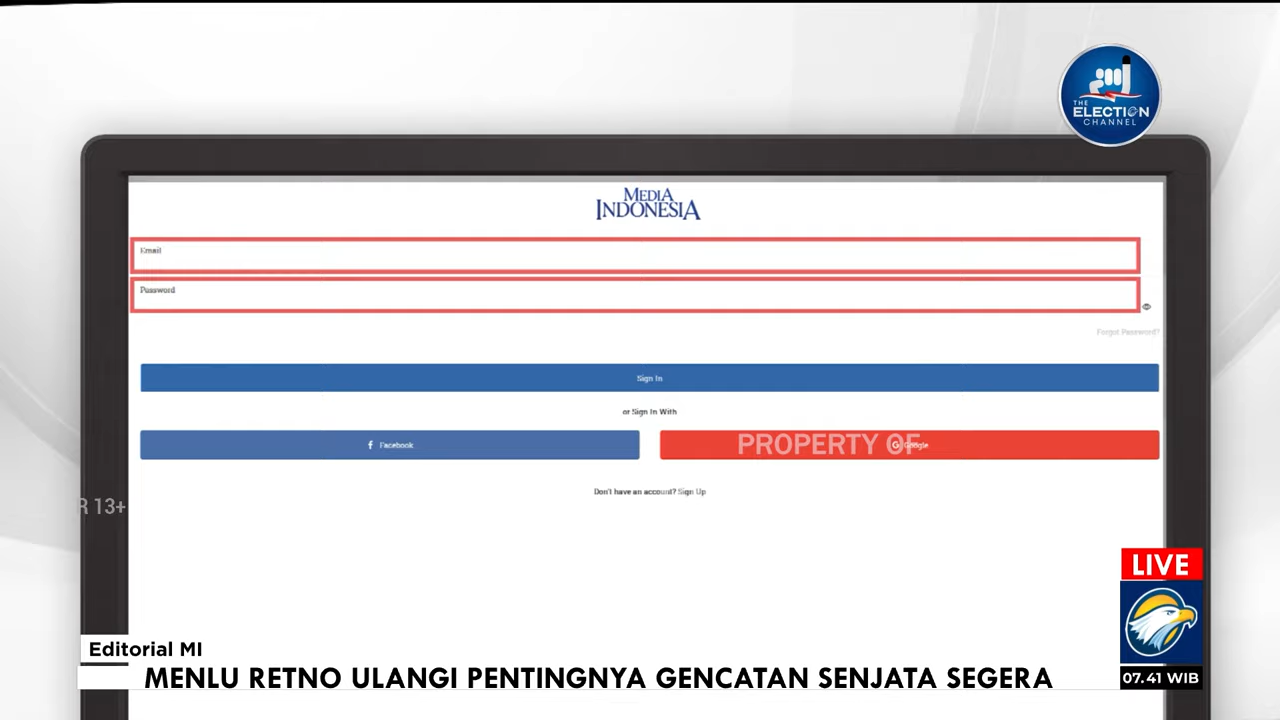 THE
ELECTION
CHANNEL
MEDIA
INDONESIA
Email
Password
Forgot Password?
Sign In
or Sign In With
f Facebook
PROPERTY OF
G Google
Don't have an account? Sign Up
R 13+
LIVE
Editorial MI
MENLU RETNO ULANGI PENTINGNYA GENCATAN SENJATA SEGERA
07.41 WIB